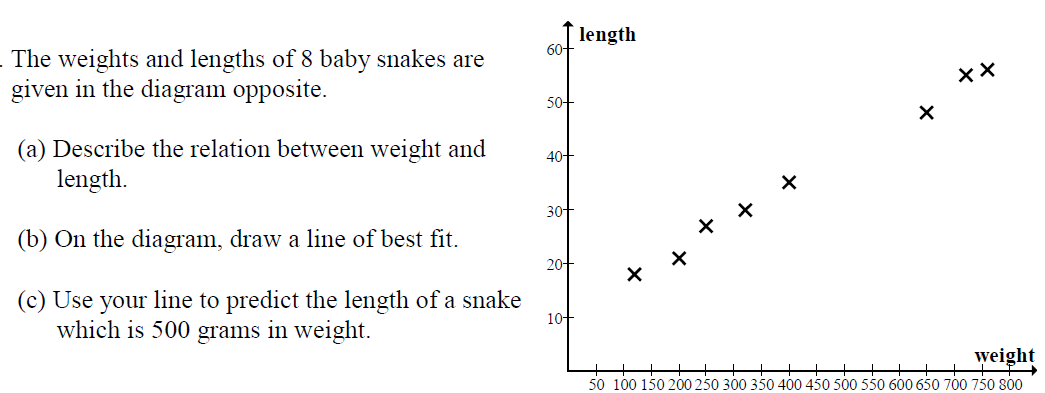 . The weights and lengths of 8 baby snakes are
given in the diagram opposite.
(a) Describe the relation between weight and
length.
(b) On the diagram, draw a line of best fit.
(c) Use your line to predict the length of a snake
which is 500 grams in weight.
length
60
50
40
30
20
10
weight
50 100 150 200 250 300 350 400 450 500 550 600 650 700 750 800